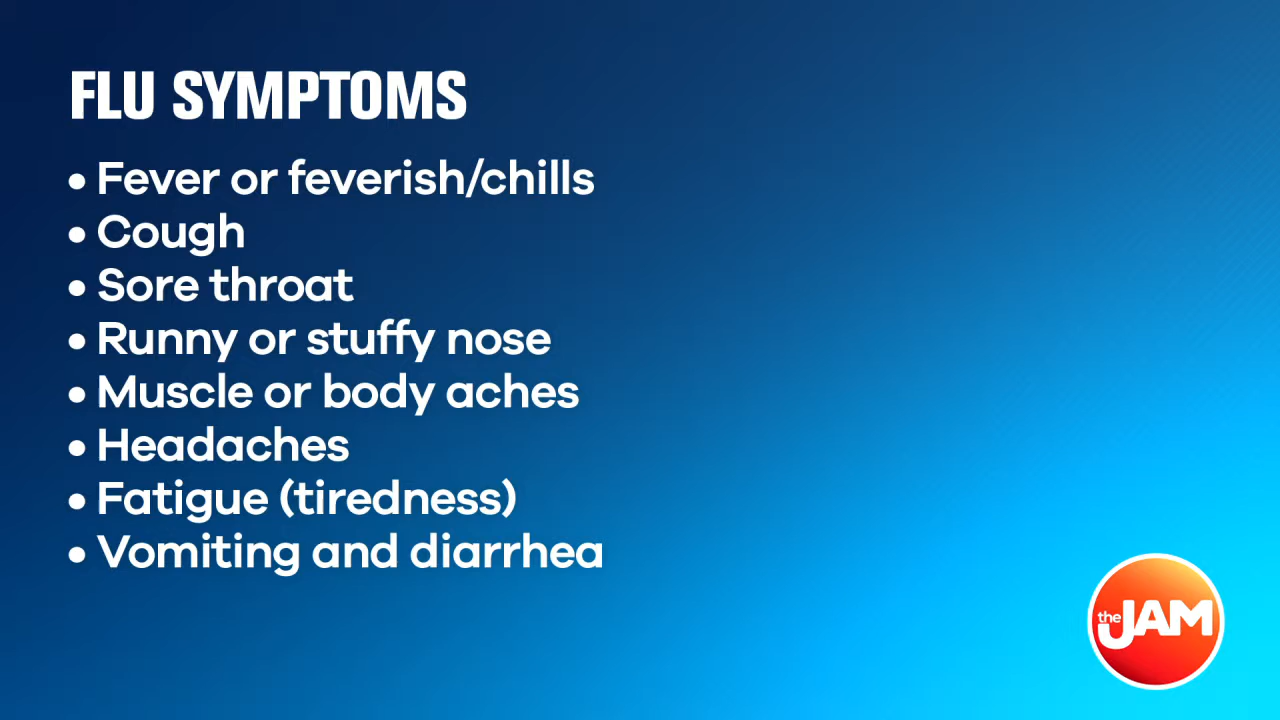 FLU SYMPTOMS
• Fever or feverish/chills
• Cough
• Sore throat
• Runny or stuffy nose
• Muscle or body aches
• Headaches
• Fatigue (tiredness)
• Vomiting and diarrhea
the JAM